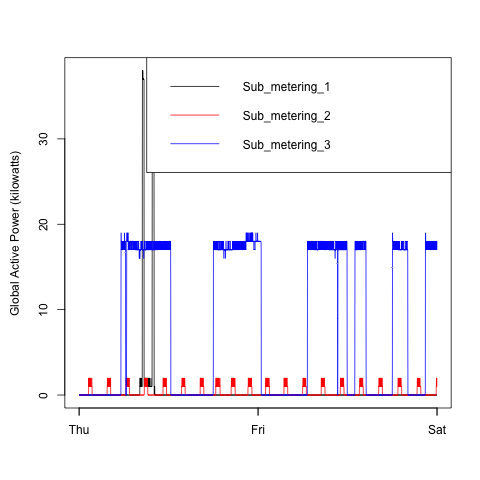 Sub_metering_1
Sub_metering_2
Sub_metering_3
Global Active Power (kilowatts)
30
20
10
0
Thu Fri Sat